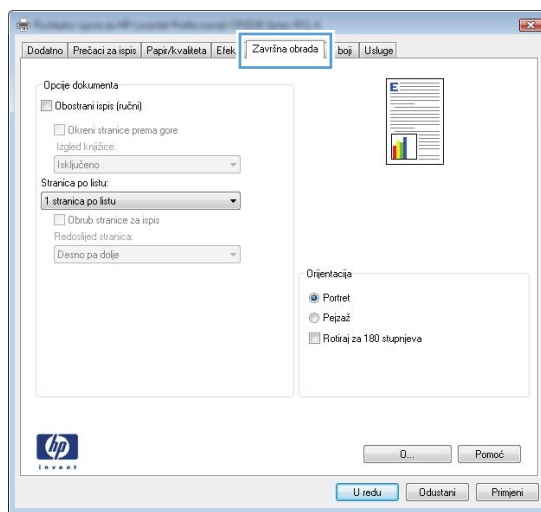 Dodatno Prečaci za ispis Papir/kvaliteta Efek Završna obrada boji Usluge
Opcije dokumenta
Obostrani ispis (ručni)
Okreni stranice prema gore
Izgled knjižice:
Isključeno
Stranica po listu:
1 stranica po listu
Obrub stranice za ispis
Redoslijed stranica:
Desno pa dolje
E
Orijentacija
Portret
Pejzaž
Rotiraj za 180 stupnjeva
hp
invent
O...
Pomoć
U redu Odustani Primjeni